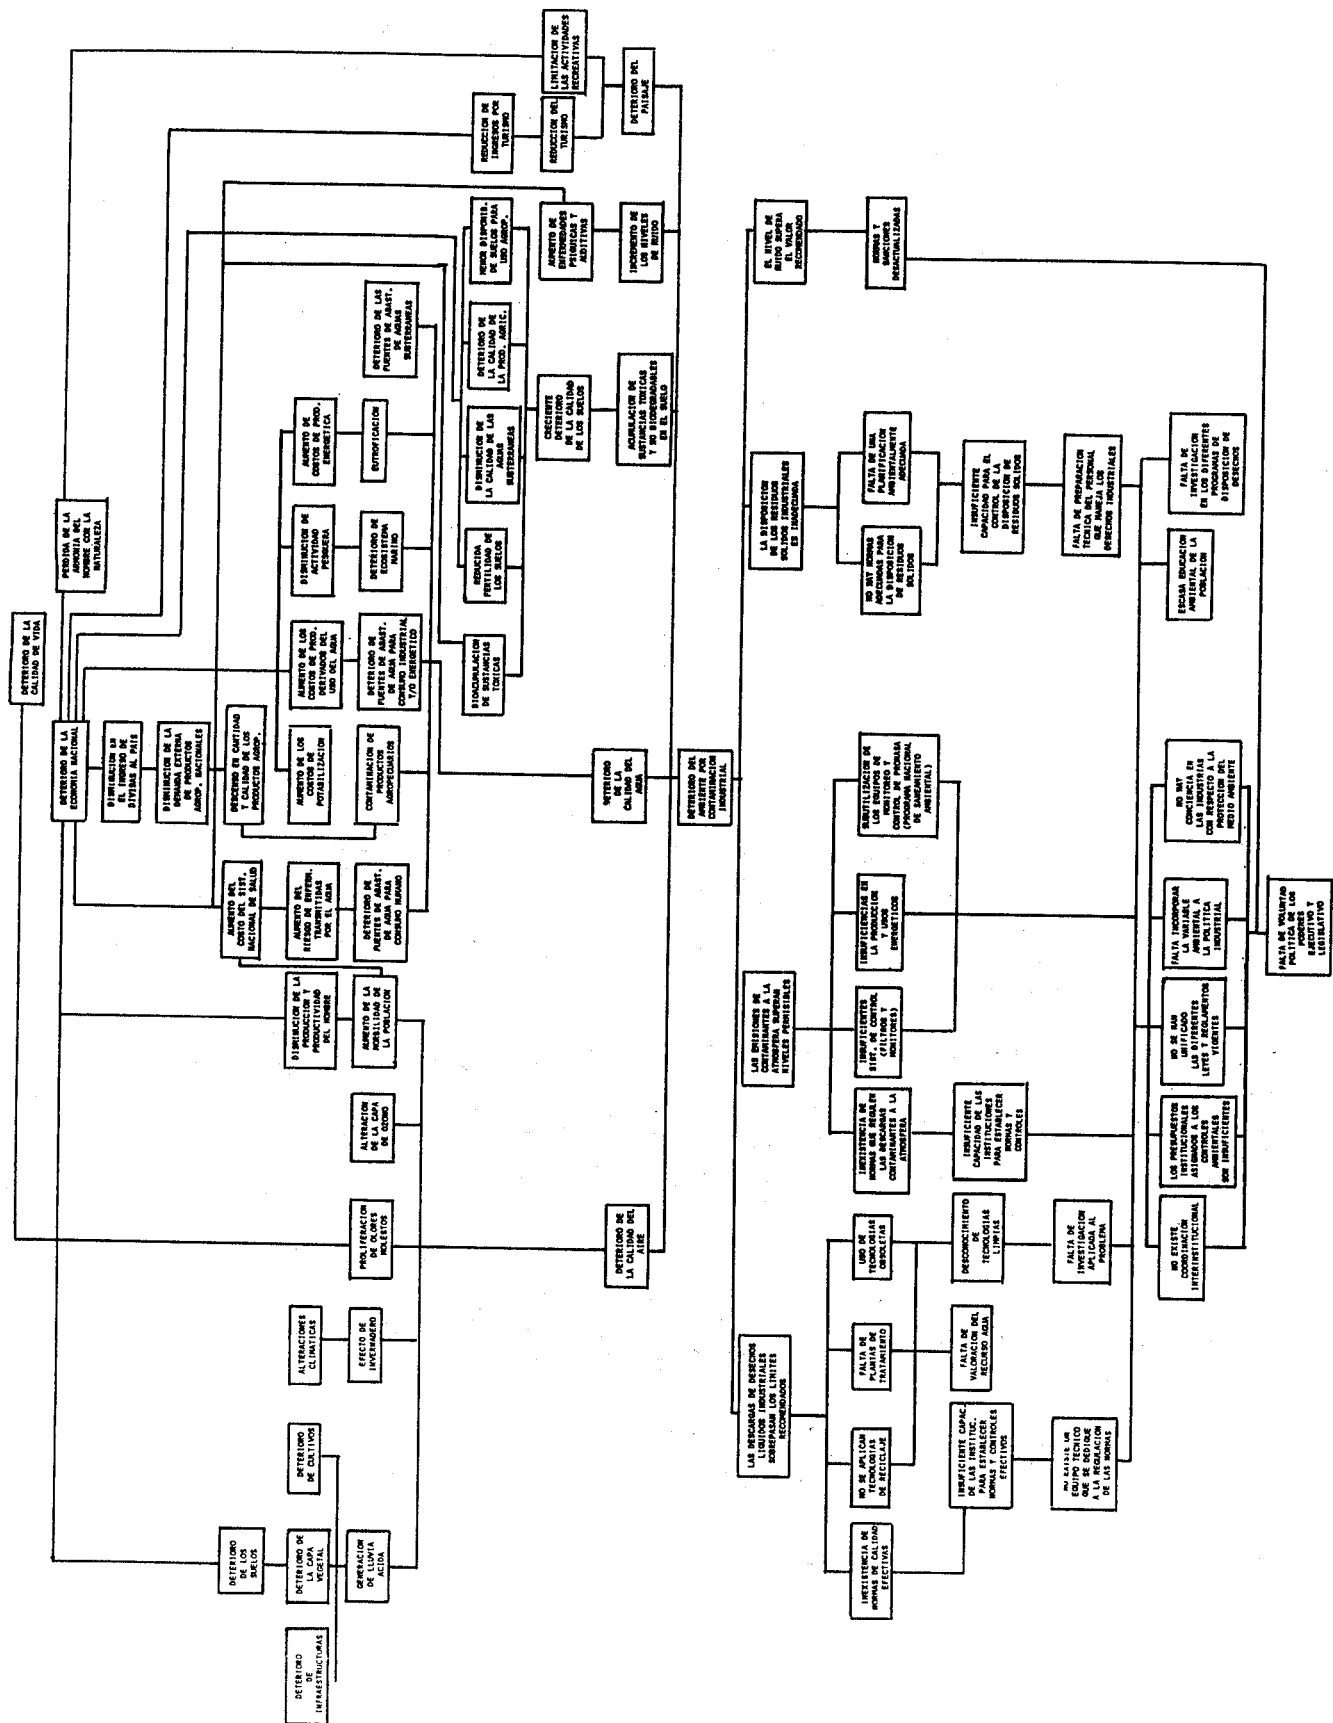 DETERIORO DE LA
CALIDAD DE VIDA
DETERIORO DE LA
ECONOMIA NACIONAL
PERDIDA DE LA
ARMONIA DEL
HOMBRE CON LA
NATURALEZA
DISMINUCION EN
EL INGRESO DE
DIVISAS AL PAIS
DISMINUCION DE LA
DEMANDA EXTERNA
DE PRODUCTOS
AGROP. NACIONALES
DETERIORO
DE LOS
SUELOS
AUMENTO DEL
COSTO DEL SIST.
NACIONAL DE SALUD
DESCENSO EN CANTIDAD
Y CALIDAD DE LOS
PRODUCTOS AGROP.
DETERIORO
DE
INFRAESTRUCTURAS
DETERIORO DE
LA CAPA
VEGETAL
DETERIORO
DE CULTIVOS
ALTERACIONES
CLIMATICAS
DISMINUCION DE LA
PRODUCCION Y
PRODUCTIVIDAD
DEL HOMBRE
AUMENTO DEL
RIESGO DE ENFERM.
TRANSMITIDAS
POR EL AGUA
AUMENTO DE LOS
COSTOS DE
POTABILIZACION
AUMENTO DE LOS
COSTOS DE PROD.
DERIVADOS DEL
USO DEL AGUA
DISMINUCION DE
ACTIVIDAD
PESQUERA
AUMENTO DE
COSTOS DE PROD.
ENERGETICA
GENERACION
DE LLUVIA
ACIDA
EFECTO DE
INVERNADERO
PROLIFERACION
DE OLORES
MOLESTOS
ALTERACION
DE LA CAPA
DE OZONO
AUMENTO DE LA
MORBILIDAD DE
LA POBLACION
DETERIORO DE
FUENTES DE ABAST.
DE AGUA PARA
CONSUMO HUMANO
CONTAMINACION DE
PRODUCTOS
AGROPECUARIOS
DETERIORO DE
FUENTES DE ABAST.
DE AGUA PARA
CONSUMO INDUSTRIAL
Y/O ENERGETICO
DETERIORO DE
ECOSISTEMA
MARINO
EUTROFICACION
DETERIORO DE LAS
FUENTES DE ABAST.
DE AGUAS
SUBTERRANEAS
BIOACUMULACION
DE SUSTANCIAS
TOXICAS
REDUCIDA
FERTILIDAD DE
LOS SUELOS
DISMINUCION DE
LA CALIDAD DE LAS
AGUAS
SUBTERRANEAS
DETERIORO DE
LA CALIDAD DE
LA PROD. AGRIC.
MENOR DISPONIB.
DE SUELOS PARA
USO AGROP.
REDUCCION DE
INGRESOS POR
TURISMO
CRECIENTE
DETERIORO
DE LA CALIDAD
DE LOS SUELOS
AUMENTO DE
ENFERMEDADES
PSIQUICAS Y
AUDITIVAS
REDUCCION DEL
TURISMO
LIMITACION DE
LAS ACTIVIDADES
RECREATIVAS
DETERIORO DE
LA CALIDAD DEL
AIRE
DETERIORO
DE LA
CALIDAD DEL
AGUA
ACUMULACION DE
SUSTANCIAS TOXICAS
Y NO BIODEGRADABLES
EN EL SUELO
INCREMENTO DE
LOS NIVELES
DE RUIDO
DETERIORO DEL
PAISAJE
DETERIORO DEL
AMBIENTE POR
CONTAMINACION
INDUSTRIAL
LAS DESCARGAS DE DESECHOS
LIQUIDOS INDUSTRIALES
SOBREPASAN LOS LIMITES
RECOMENDADOS
LAS EMISIONES DE
CONTAMINANTES A LA
ATMOSFERA SUPERAN
NIVELES PERMISIBLES
LA DISPOSICION
DE LOS RESIDUOS
SOLIDOS INDUSTRIALES
ES INADECUADA
EL NIVEL DE
RUIDO SUPERA
EL VALOR
RECOMENDADO
INEXISTENCIA DE
NORMAS DE CALIDAD
EFECTIVAS
NO SE APLICAN
TECNOLOGIAS
DE RECICLAJE
FALTA DE
PLANTAS DE
TRATAMIENTO
USO DE
TECNOLOGIAS
OBSOLETAS
INEXISTENCIA DE
NORMAS QUE REGULEN
LAS DESCARGAS
CONTAMINANTES A LA
ATMOSFERA
INSUFICIENTES
SIST. DE CONTROL
(FILTROS Y
MONITORES)
INSUFICIENCIAS EN
LA PRODUCCION
Y USOS
ENERGETICOS
SUBUTILIZACION DE
LOS EQUIPOS DE
MONITOREO Y
CONTROL DE PRONASA
(PROGRAMA NACIONAL
DE SANEAMIENTO
AMBIENTAL)
NO HAY NORMAS
ADECUADAS PARA
LA DISPOSICION
DE RESIDUOS
SOLIDOS
FALTA DE UNA
PLANIFICACION
AMBIENTALMENTE
ADECUADA
NORMAS Y
SANCIONES
DESACTUALIZADAS
INSUFICIENTE CAPAC.
DE LAS INSTITUC.
PARA ESTABLECER
NORMAS Y CONTROLES
EFECTIVOS
FALTA DE
VALORACION DEL
RECURSO AGUA
DESCONOCIMIENTO
DE
TECNOLOGIAS
LIMPIAS
INSUFICIENTE
CAPACIDAD DE LAS
INSTITUCIONES
PARA ESTABLECER
NORMAS Y
CONTROLES
INSUFICIENTE
CAPACIDAD PARA EL
CONTROL DE LA
DISPOSICION DE
RESIDUOS SOLIDOS
NO EXISTE UN
EQUIPO TECNICO
QUE SE DEDIQUE
A LA REGULACION
DE LAS NORMAS
FALTA DE
INVESTIGACION
APLICADA AL
PROBLEMA
FALTA DE PREPARACION
TECNICA DEL PERSONAL
QUE MANEJA LOS
DESECHOS INDUSTRIALES
NO EXISTE
COORDINACION
INTERINSTITUCIONAL
LOS PRESUPUESTOS
INSTITUCIONALES
ASIGNADOS A LOS
CONTROLES
AMBIENTALES
SON INSUFICIENTES
NO SE HAN
UNIFICADO
LAS DIFERENTES
LEYES Y REGLAMENTOS
VIGENTES
FALTA INCORPORAR
LA VARIABLE
AMBIENTAL A
LA POLITICA
INDUSTRIAL
NO HAY
CONCIENCIA EN
LAS INDUSTRIAS
CON RESPECTO A LA
PROTECCION DEL
MEDIO AMBIENTE
ESCASA EDUCACION
AMBIENTAL DE LA
POBLACION
FALTA DE
INVESTIGACION
EN LOS DIFERENTES
PROGRAMAS DE
DISPOSICION DE
DESECHOS
FALTA DE VOLUNTAD
POLITICA DE LOS
PODERES
EJECUTIVO Y
LEGISLATIVO